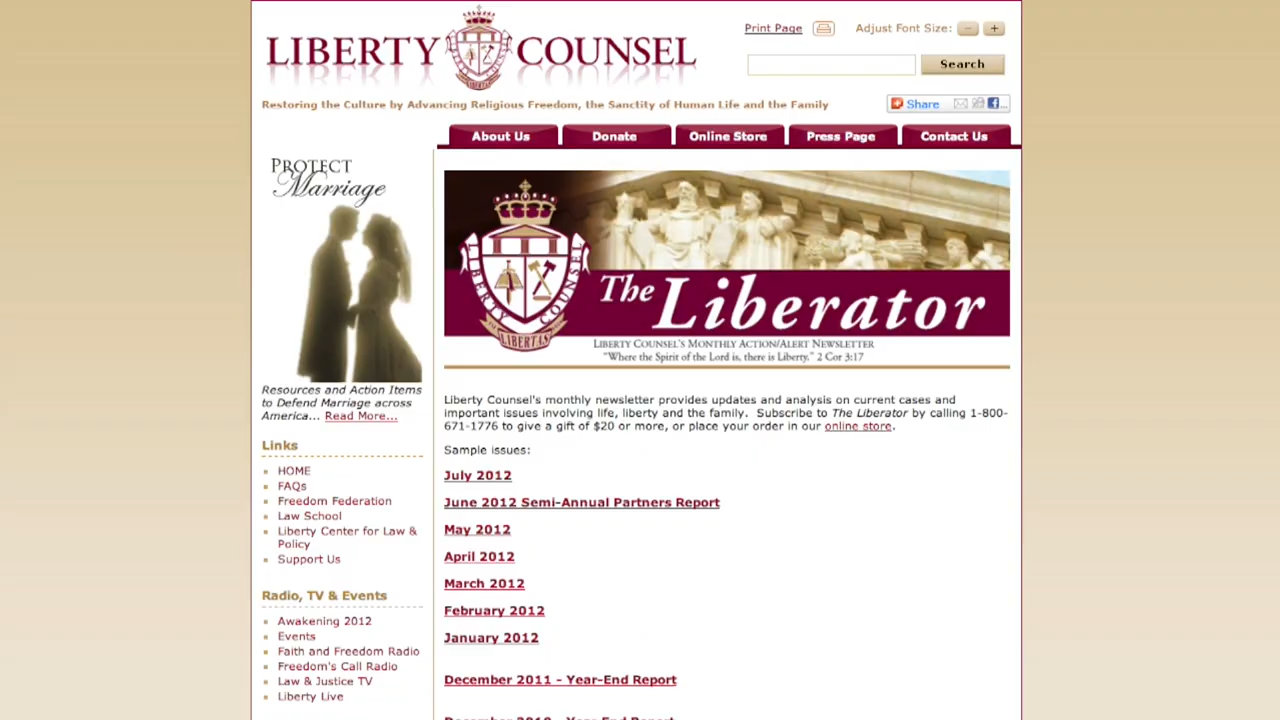 LIBERTY COUNSEL
Print Page
Adjust Font Size: - +
Search
Restoring the Culture by Advancing Religious Freedom, the Sanctity of Human Life and the Family
Share
About Us
Donate
Online Store
Press Page
Contact Us
PROTECT
Marriage
Resources and Action Items
to Defend Marriage across
America... Read More...
Links
HOME
FAQs
Freedom Federation
Law School
Liberty Center for Law &
Policy
Support Us
Radio, TV & Events
Awakening 2012
Events
Faith and Freedom Radio
Freedom's Call Radio
Law & Justice TV
Liberty Live
LIBERTY COUNSEL
LIBERTAS
The Liberator
LIBERTY COUNSEL'S MONTHLY ACTION/ALERT NEWSLETTER
"Where the Spirit of the Lord is, there is Liberty." 2 Cor 3:17
Liberty Counsel's monthly newsletter provides updates and analysis on current cases and
important issues involving life, liberty and the family.  Subscribe to The Liberator by calling 1-800-
671-1776 to give a gift of $20 or more, or place your order in our online store.
Sample issues:
July 2012
June 2012 Semi-Annual Partners Report
May 2012
April 2012
March 2012
February 2012
January 2012
December 2011 - Year-End Report
December 2010 - Year-End Report